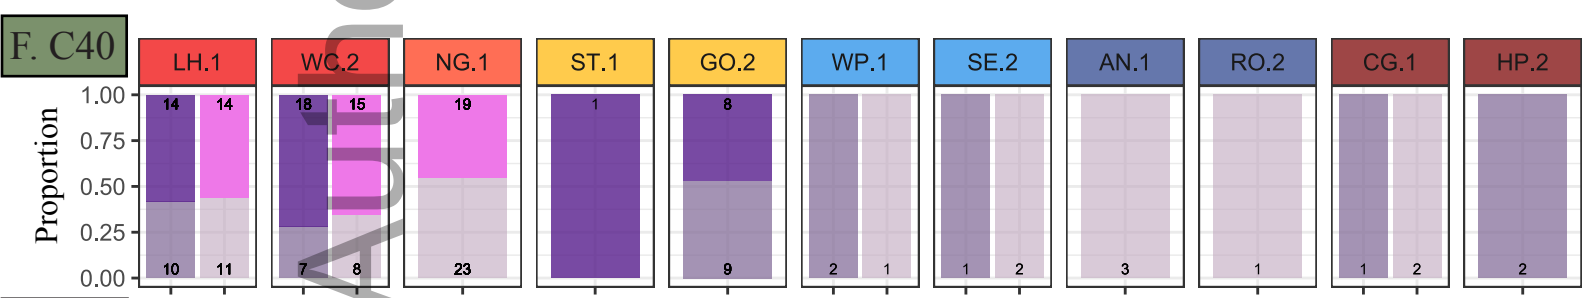 F. C40
LH.1 WC.2 NG.1 ST.1 GO.2 WP.1 SE.2 AN.1 RO.2 CG.1 HP.2
Proportion
1.00 14 14 18 15 19 1 8
0.75
0.50
0.25
0.00 10 11 7 8 23 9 2 1 1 2 3 1 1 2 2
Auth